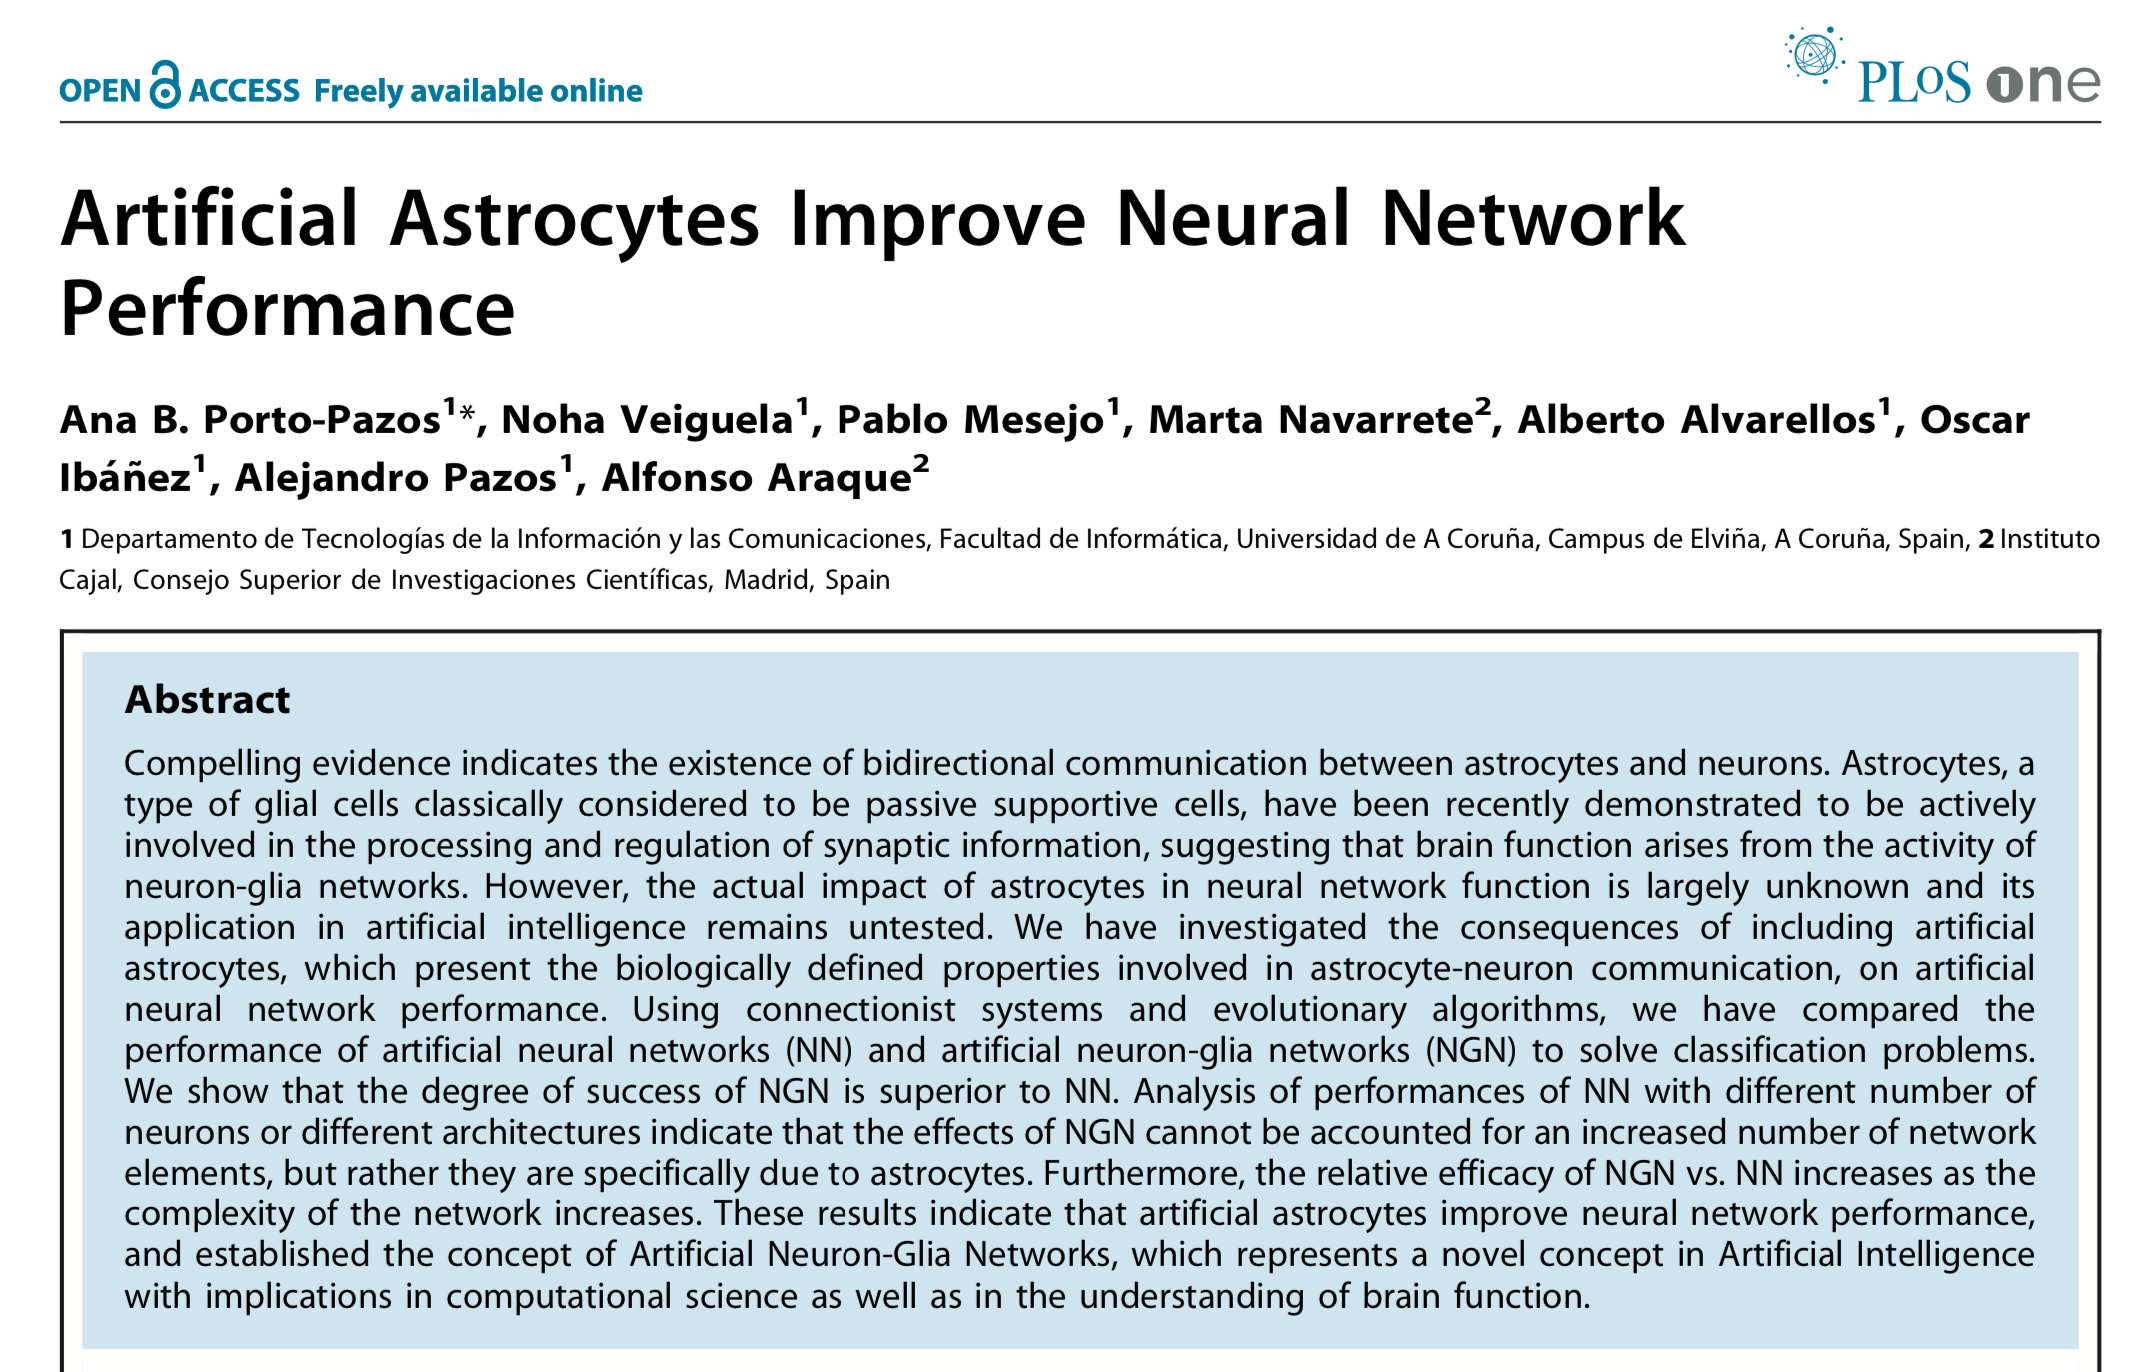 OPEN ACCESS Freely available online
PLoS one
Artificial Astrocytes Improve Neural Network
Performance
Ana B. Porto-Pazos1*, Noha Veiguela1, Pablo Mesejo1, Marta Navarrete2, Alberto Alvarellos1, Oscar
Ibáñez1, Alejandro Pazos1, Alfonso Araque2
1 Departamento de Tecnologías de la Información y las Comunicaciones, Facultad de Informática, Universidad de A Coruña, Campus de Elviña, A Coruña, Spain, 2 Instituto
Cajal, Consejo Superior de Investigaciones Científicas, Madrid, Spain
Abstract
Compelling evidence indicates the existence of bidirectional communication between astrocytes and neurons. Astrocytes, a
type of glial cells classically considered to be passive supportive cells, have been recently demonstrated to be actively
involved in the processing and regulation of synaptic information, suggesting that brain function arises from the activity of
neuron-glia networks. However, the actual impact of astrocytes in neural network function is largely unknown and its
application in artificial intelligence remains untested. We have investigated the consequences of including artificial
astrocytes, which present the biologically defined properties involved in astrocyte-neuron communication, on artificial
neural network performance. Using connectionist systems and evolutionary algorithms, we have compared the
performance of artificial neural networks (NN) and artificial neuron-glia networks (NGN) to solve classification problems.
We show that the degree of success of NGN is superior to NN. Analysis of performances of NN with different number of
neurons or different architectures indicate that the effects of NGN cannot be accounted for an increased number of network
elements, but rather they are specifically due to astrocytes. Furthermore, the relative efficacy of NGN vs. NN increases as the
complexity of the network increases. These results indicate that artificial astrocytes improve neural network performance,
and established the concept of Artificial Neuron-Glia Networks, which represents a novel concept in Artificial Intelligence
with implications in computational science as well as in the understanding of brain function.